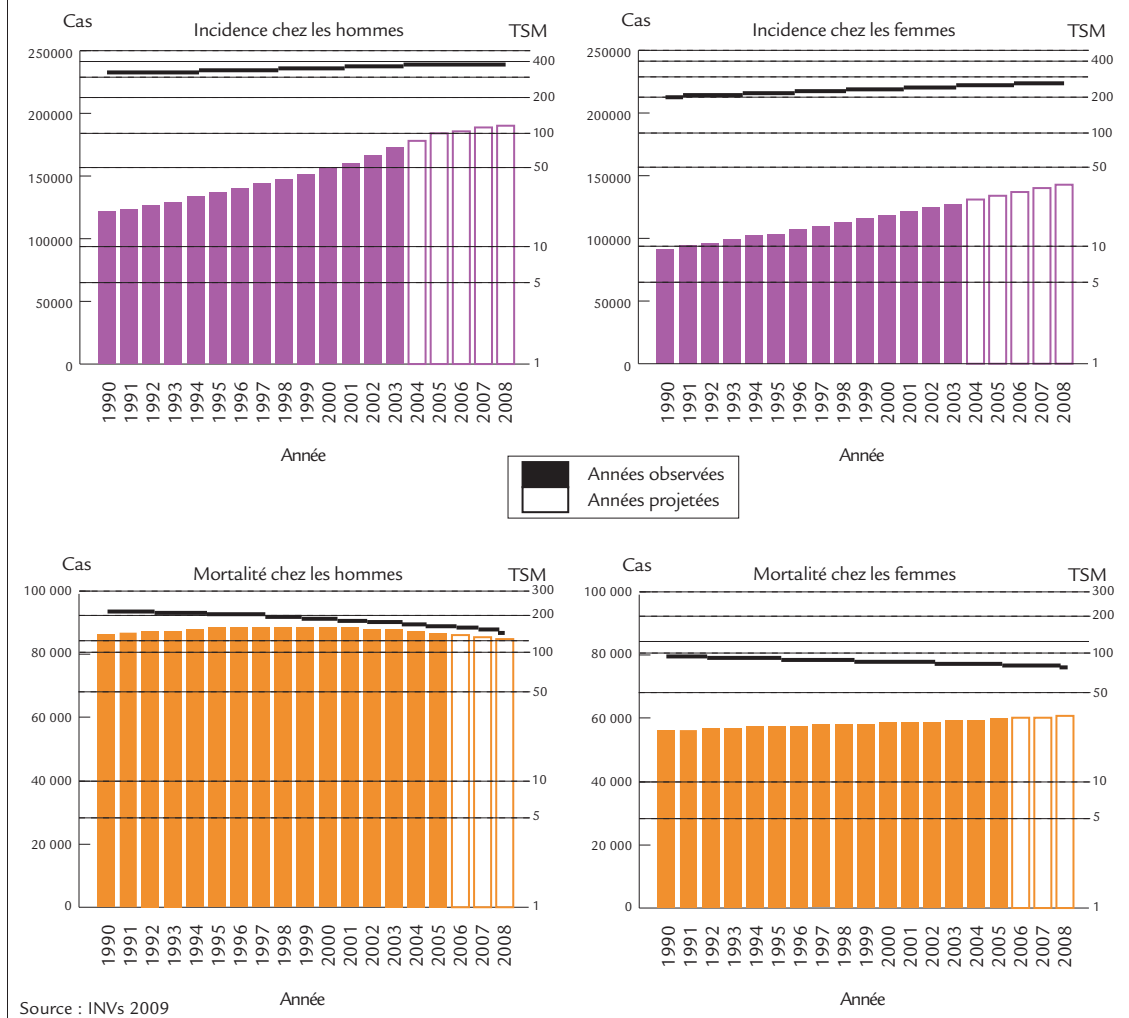 Cas
Incidence chez les hommes
TSM
250000
200000
150000
100000
50000
0
400
200
100
50
10
5
1
1990 1991 1992 1993 1994 1995 1996 1997 1998 1999 2000 2001 2002 2003 2004 2005 2006 2007 2008
Année
Cas
Incidence chez les femmes
TSM
250000
200000
150000
100000
50000
0
400
200
100
50
10
5
1
1990 1991 1992 1993 1994 1995 1996 1997 1998 1999 2000 2001 2002 2003 2004 2005 2006 2007 2008
Année
Années observées
Années projetées
Cas
Mortalité chez les hommes
TSM
100 000
80 000
60 000
40 000
20 000
0
300
200
100
50
10
5
1
1990 1991 1992 1993 1994 1995 1996 1997 1998 1999 2000 2001 2002 2003 2004 2005 2006 2007 2008
Année
Cas
Mortalité chez les femmes
TSM
100 000
80 000
60 000
40 000
20 000
0
300
200
100
50
10
5
1
1990 1991 1992 1993 1994 1995 1996 1997 1998 1999 2000 2001 2002 2003 2004 2005 2006 2007 2008
Année
Source : INVs 2009